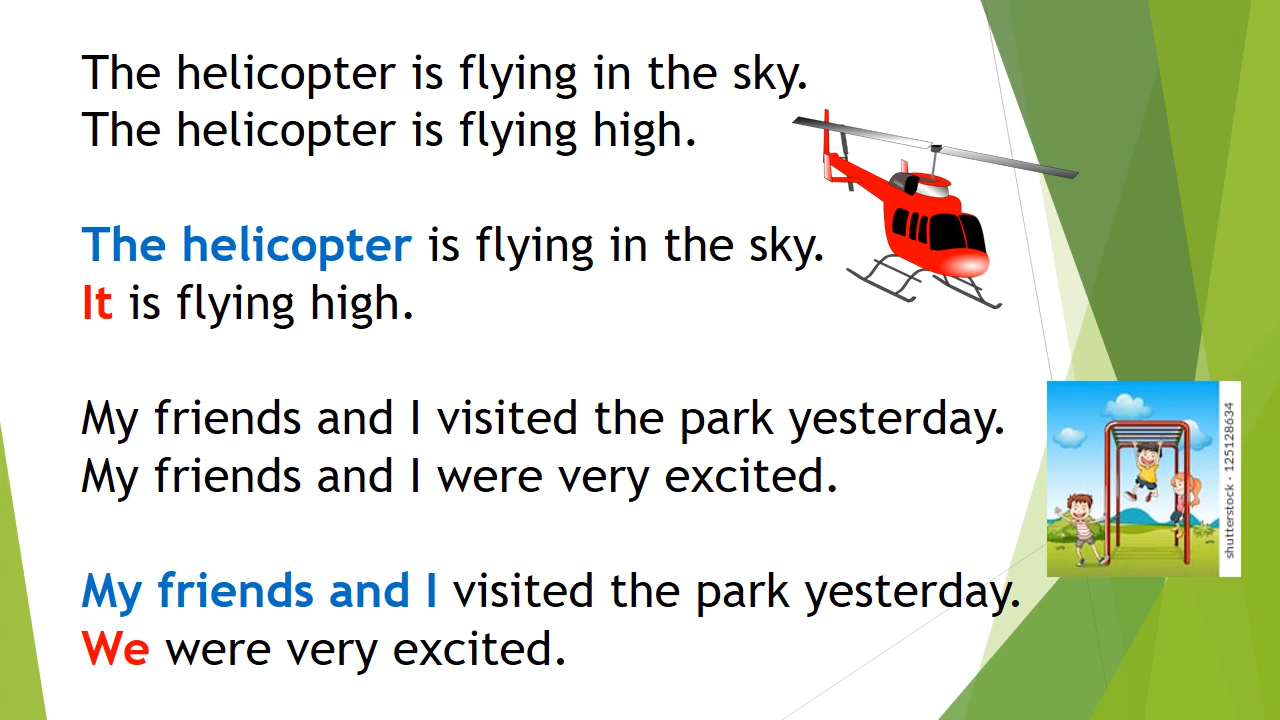 The helicopter is flying in the sky.
The helicopter is flying high.
The helicopter is flying in the sky.
It is flying high.
My friends and I visited the park yesterday.
My friends and I were very excited.
My friends and I visited the park yesterday.
We were very excited.
shutterstock · 125128634